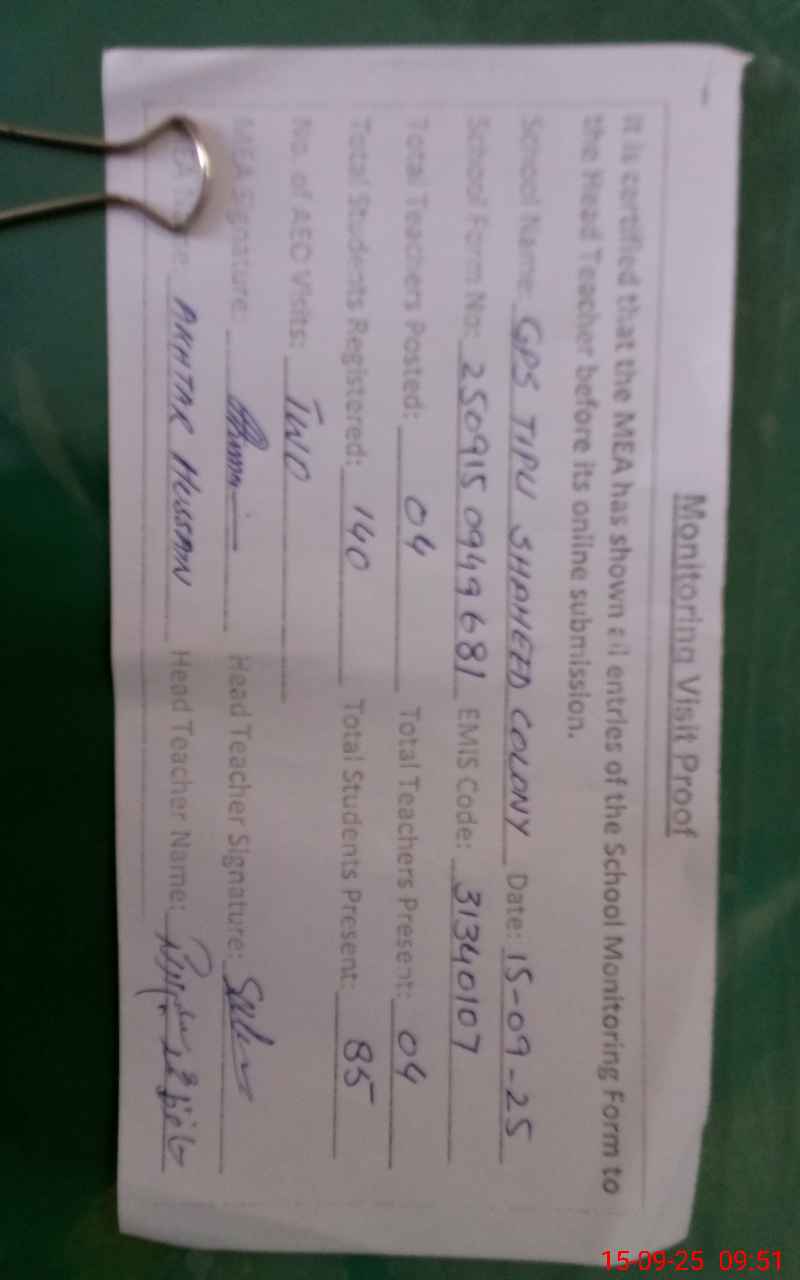 Monitoring Visit Proof
It is certified that the MEA has shown all entries of the School Monitoring Form to
the Head Teacher before its online submission.
School Name: GPS TIPU SHAHEED COLONY Date: 15-09-25
School Form No: 250915 0949681 EMIS Code: 31340107
Total Teachers Posted: 04 Total Teachers Present: 04
Total Students Registered: 140 Total Students Present: 85
No. of AEO Visits: TWO
MEA Signature: Head Teacher Signature:
MEA Name: AKHTAR HUSSAIN Head Teacher Name:
15-09-25 09:51